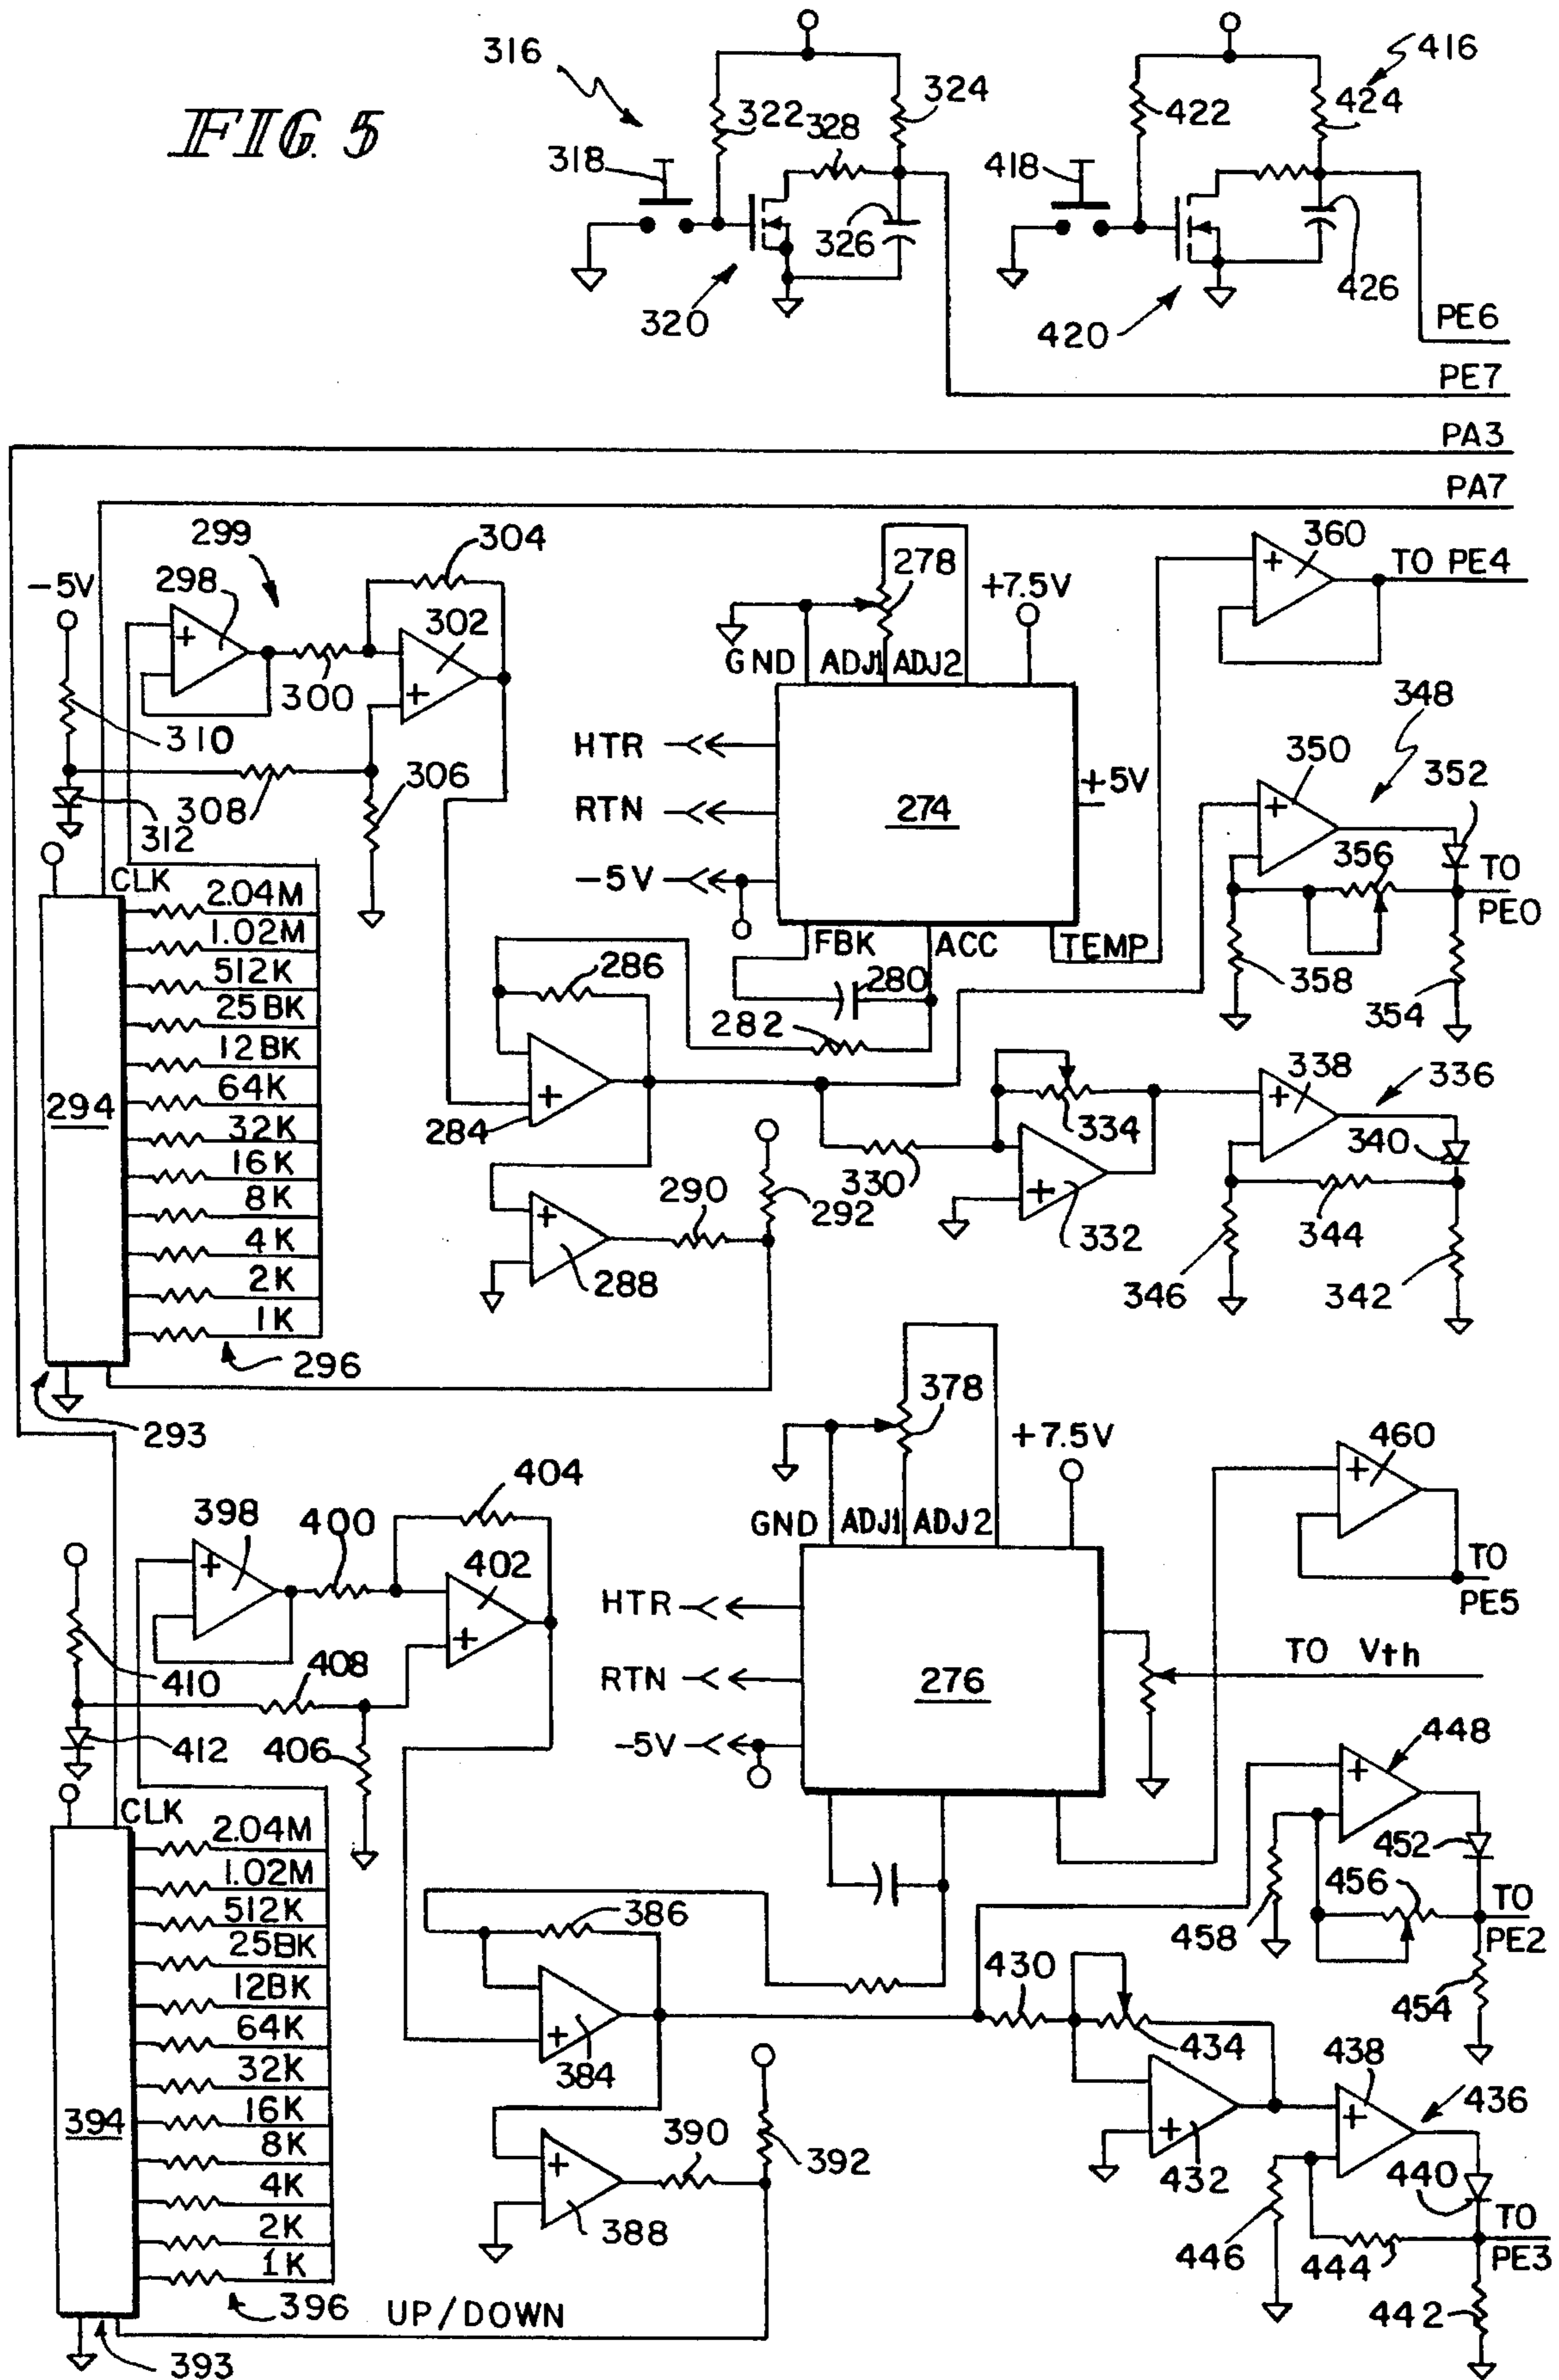 FIG. 5
316
318
322
328
324
326
320
416
418
422
424
426
420
PE6
PE7
PA3
PA7
299
304
-5V
298
302
300
310
308
306
312
278
+7.5V
GND ADJ1 ADJ2
HTR
RTN
-5V
274
+5V
FBK ACC TEMP
360
TO PE4
348
350
352
356
TO
PE0
358
354
280
282
286
284
288
290
292
330
334
332
338
336
340
344
346
342
CLK
2.04M
1.02M
512K
25BK
12BK
64K
32K
16K
8K
4K
2K
1K
294
296
293
378
+7.5V
GND ADJ1 ADJ2
HTR
RTN
-5V
276
460
TO
PE5
TO Vth
404
398
400
402
410
408
412
406
448
452
456
TO
PE2
458
454
386
384
388
390
392
430
434
432
438
436
440
TO
PE3
446
444
442
CLK
2.04M
1.02M
512K
25BK
12BK
64K
32K
16K
8K
4K
2K
1K
394
396
UP/DOWN
393